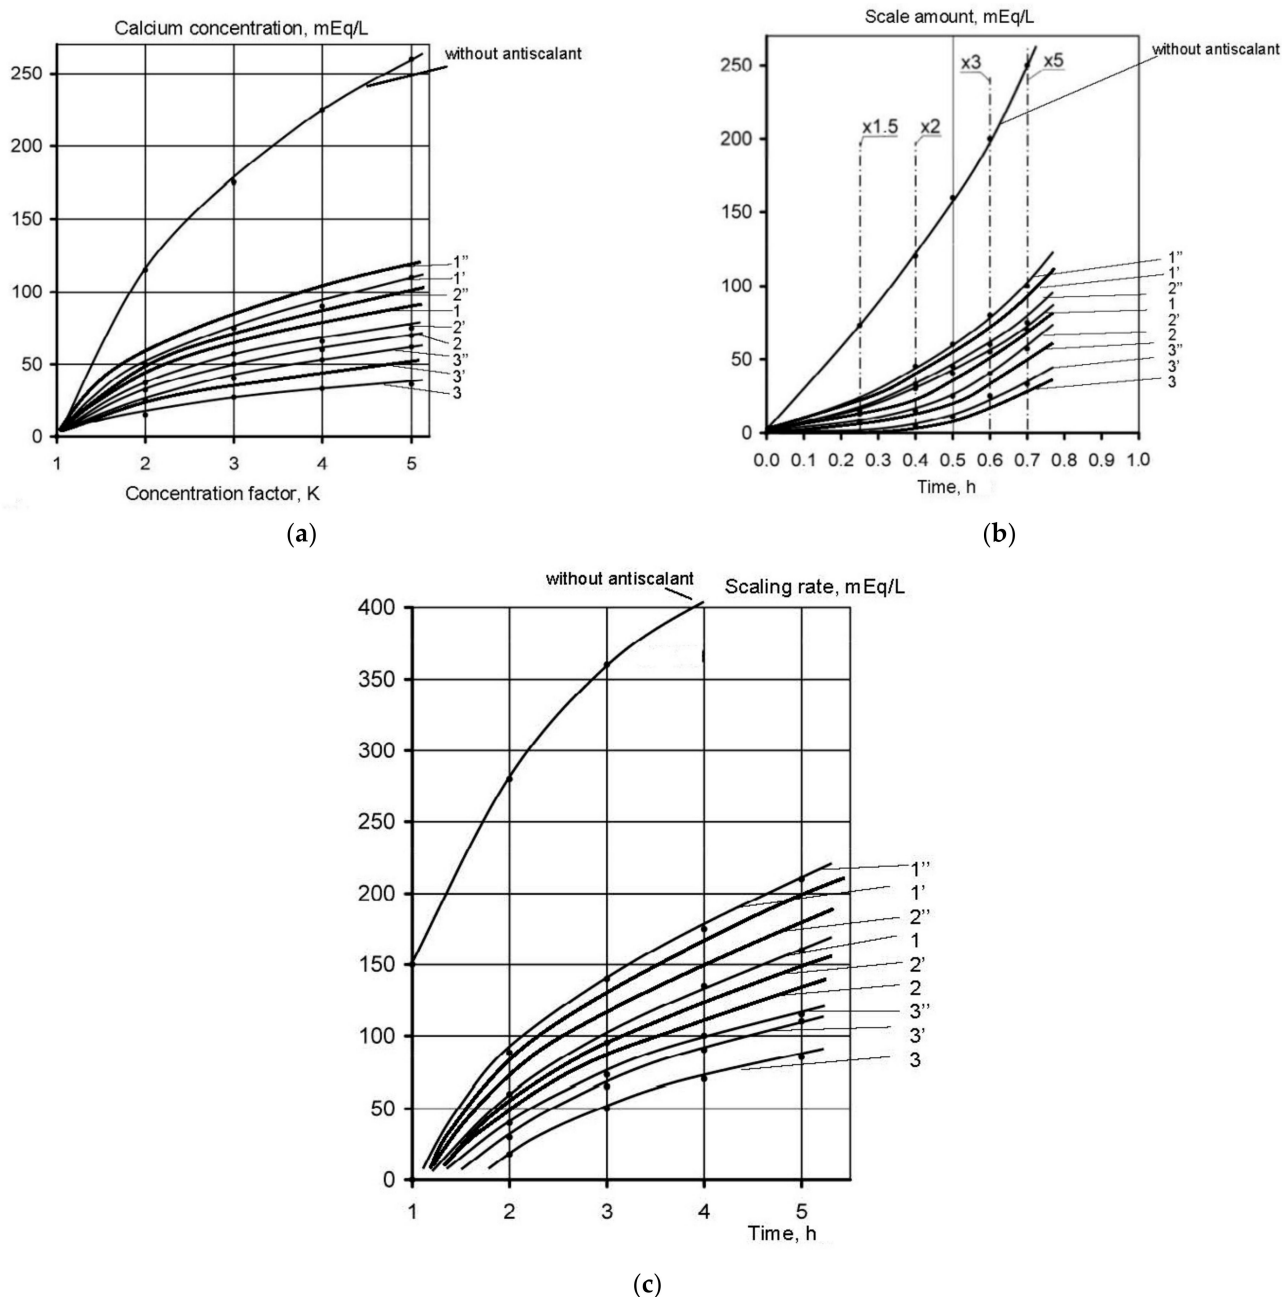 Calcium concentration, mEq/L
without antiscalant
250
200
150
100
50
0
1 2 3 4 5
Concentration factor, K
1’’
1’
2’’
1
2’
2
3’’
3’
3
(a)
Scale amount, mEq/L
without antiscalant
x3 x5
x1.5 x2
250
200
150
100
50
0
0.0 0.1 0.2 0.3 0.4 0.5 0.6 0.7 0.8 0.9 1.0
Time, h
1’’
1’
2’’
1
2’
2
3’’
3’
3
(b)
without antiscalant
Scaling rate, mEq/L
400
350
300
250
200
150
100
50
0
1 2 3 4 5
Time, h
1’’
1’
2’’
1
2’
2
3’’
3’
3
(c)